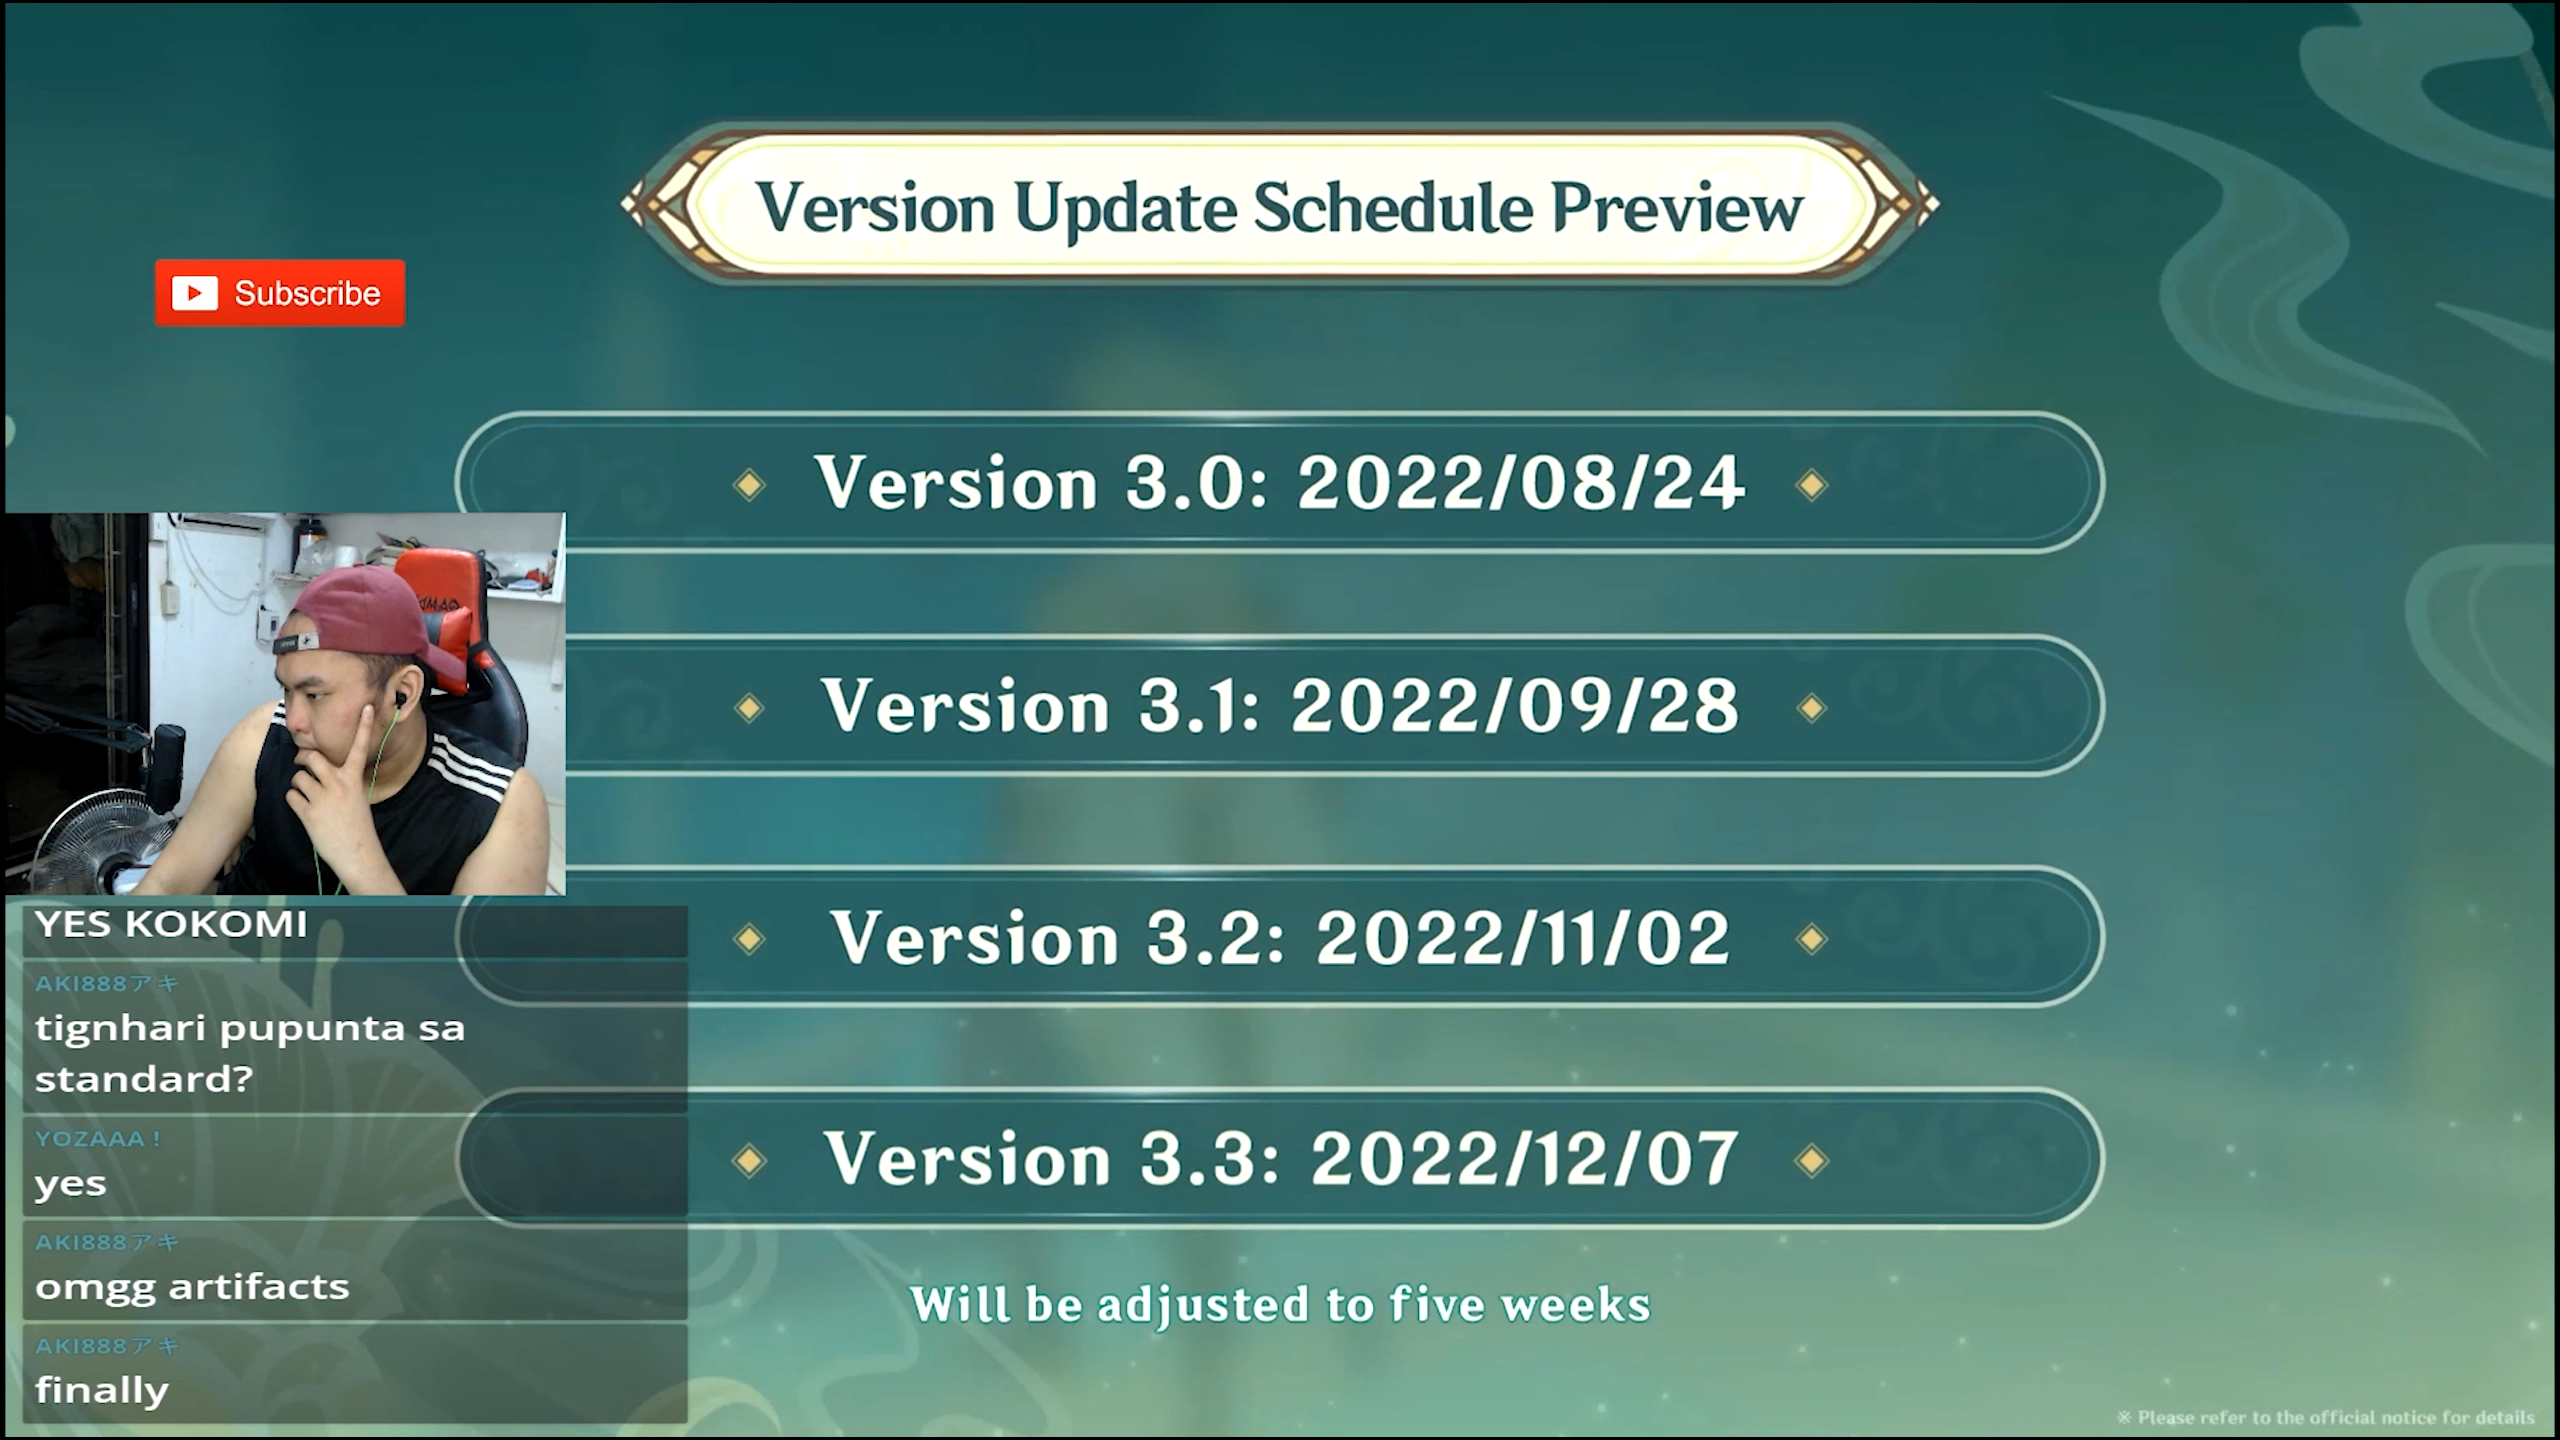 Version Update Schedule Preview
Subscribe
Version 3.0: 2022/08/24
Version 3.1: 2022/09/28
Version 3.2: 2022/11/02
Version 3.3: 2022/12/07
Will be adjusted to five weeks
YES KOKOMI
AKI888アキ
tignhari pupunta sa
standard?
YOZAAA !
yes
AKI888アキ
omgg artifacts
AKI888アキ
finally
※ Please refer to the official notice for details